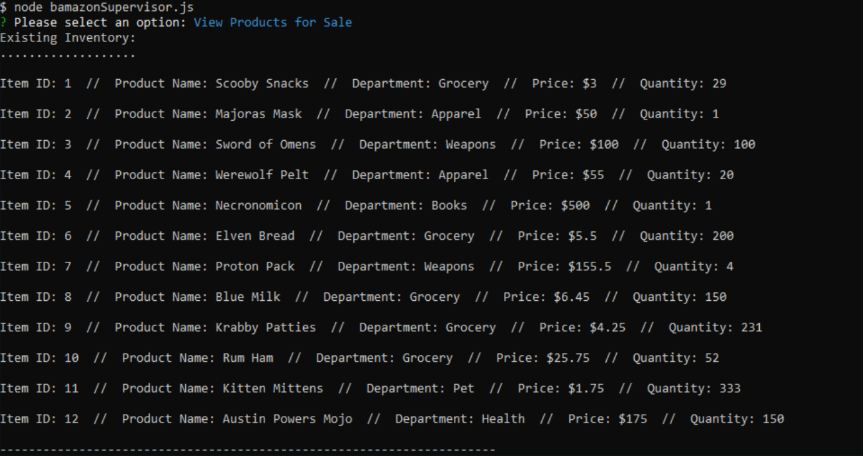 $ node bamazonSupervisor.js
? Please select an option: View Products for Sale
Existing Inventory:
...................
Item ID: 1  //  Product Name: Scooby Snacks  //  Department: Grocery  //  Price: $3  //  Quantity: 29
Item ID: 2  //  Product Name: Majoras Mask  //  Department: Apparel  //  Price: $50  //  Quantity: 1
Item ID: 3  //  Product Name: Sword of Omens  //  Department: Weapons  //  Price: $100  //  Quantity: 100
Item ID: 4  //  Product Name: Werewolf Pelt  //  Department: Apparel  //  Price: $55  //  Quantity: 20
Item ID: 5  //  Product Name: Necronomicon  //  Department: Books  //  Price: $500  //  Quantity: 1
Item ID: 6  //  Product Name: Elven Bread  //  Department: Grocery  //  Price: $5.5  //  Quantity: 200
Item ID: 7  //  Product Name: Proton Pack  //  Department: Weapons  //  Price: $155.5  //  Quantity: 4
Item ID: 8  //  Product Name: Blue Milk  //  Department: Grocery  //  Price: $6.45  //  Quantity: 150
Item ID: 9  //  Product Name: Krabby Patties  //  Department: Grocery  //  Price: $4.25  //  Quantity: 231
Item ID: 10  //  Product Name: Rum Ham  //  Department: Grocery  //  Price: $25.75  //  Quantity: 52
Item ID: 11  //  Product Name: Kitten Mittens  //  Department: Pet  //  Price: $1.75  //  Quantity: 333
Item ID: 12  //  Product Name: Austin Powers Mojo  //  Department: Health  //  Price: $175  //  Quantity: 150
---------------------------------------------------------------------